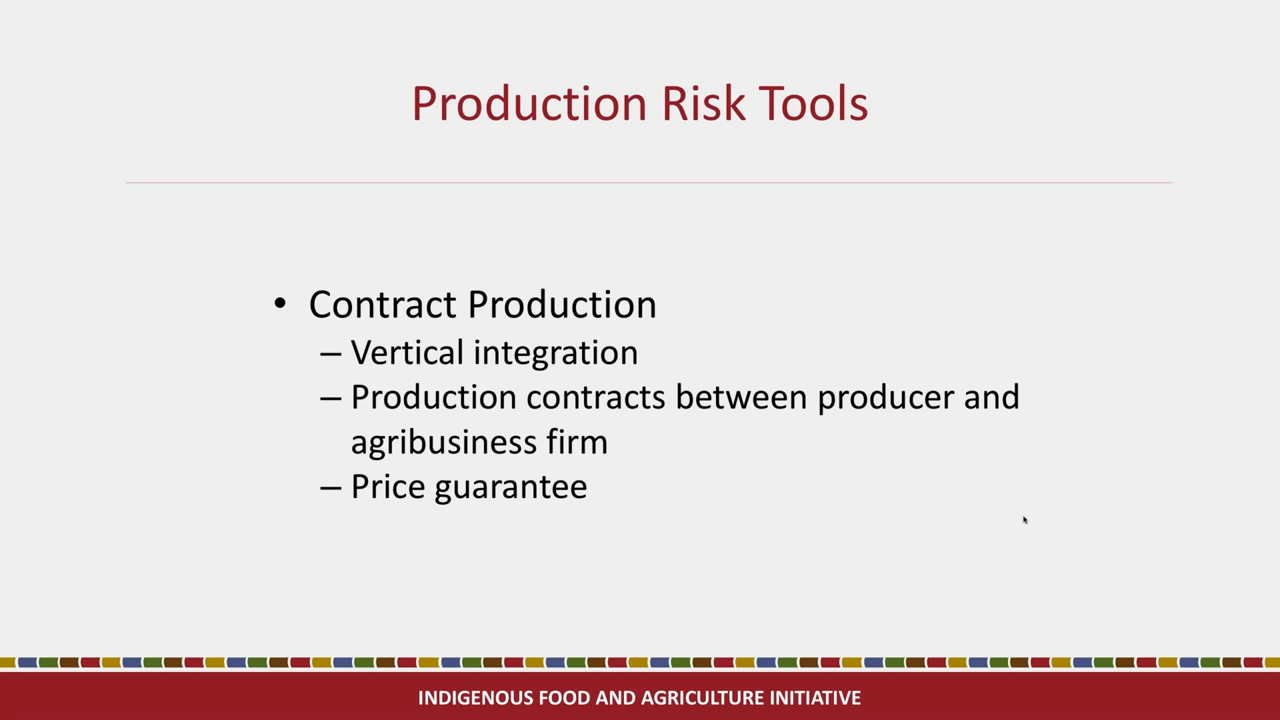 Production Risk Tools
• Contract Production
– Vertical integration
– Production contracts between producer and
agribusiness firm
– Price guarantee
INDIGENOUS FOOD AND AGRICULTURE INITIATIVE